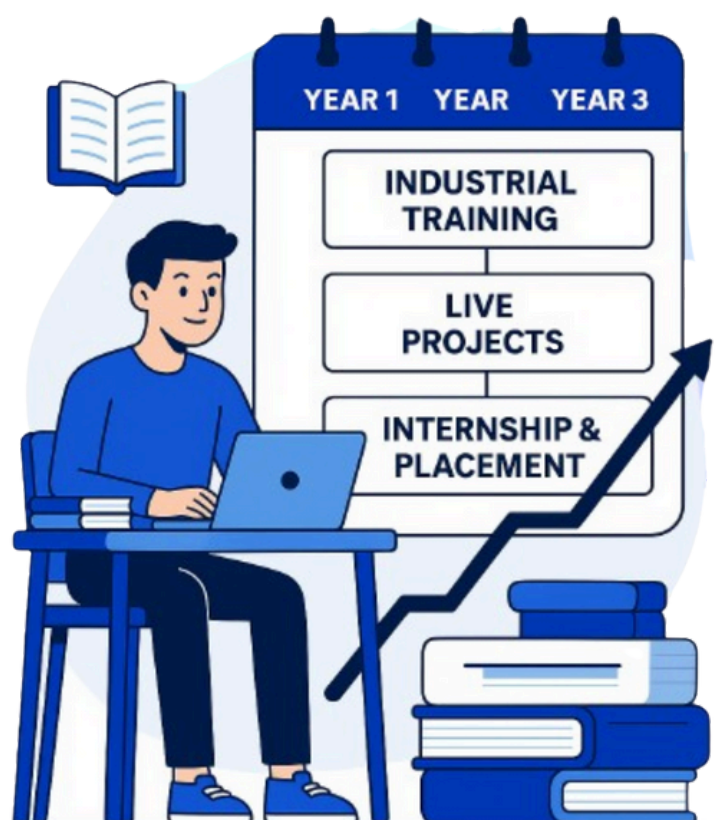 YEAR 1 YEAR YEAR 3
INDUSTRIAL
TRAINING
LIVE
PROJECTS
INTERNSHIP &
PLACEMENT